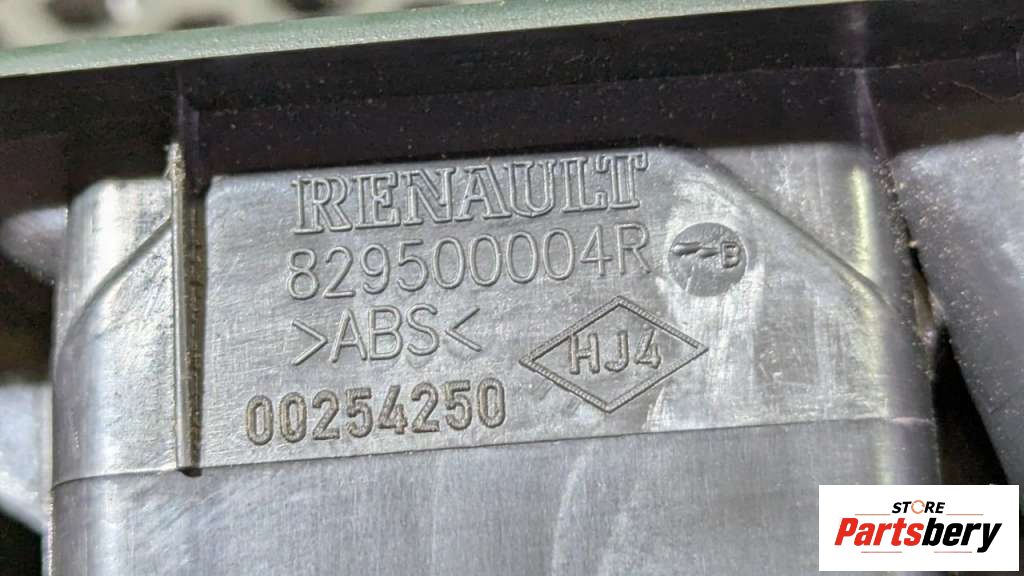 RENAULT
829500004R
B
>ABS<
HJ4
00254250
STORE
Partsbery